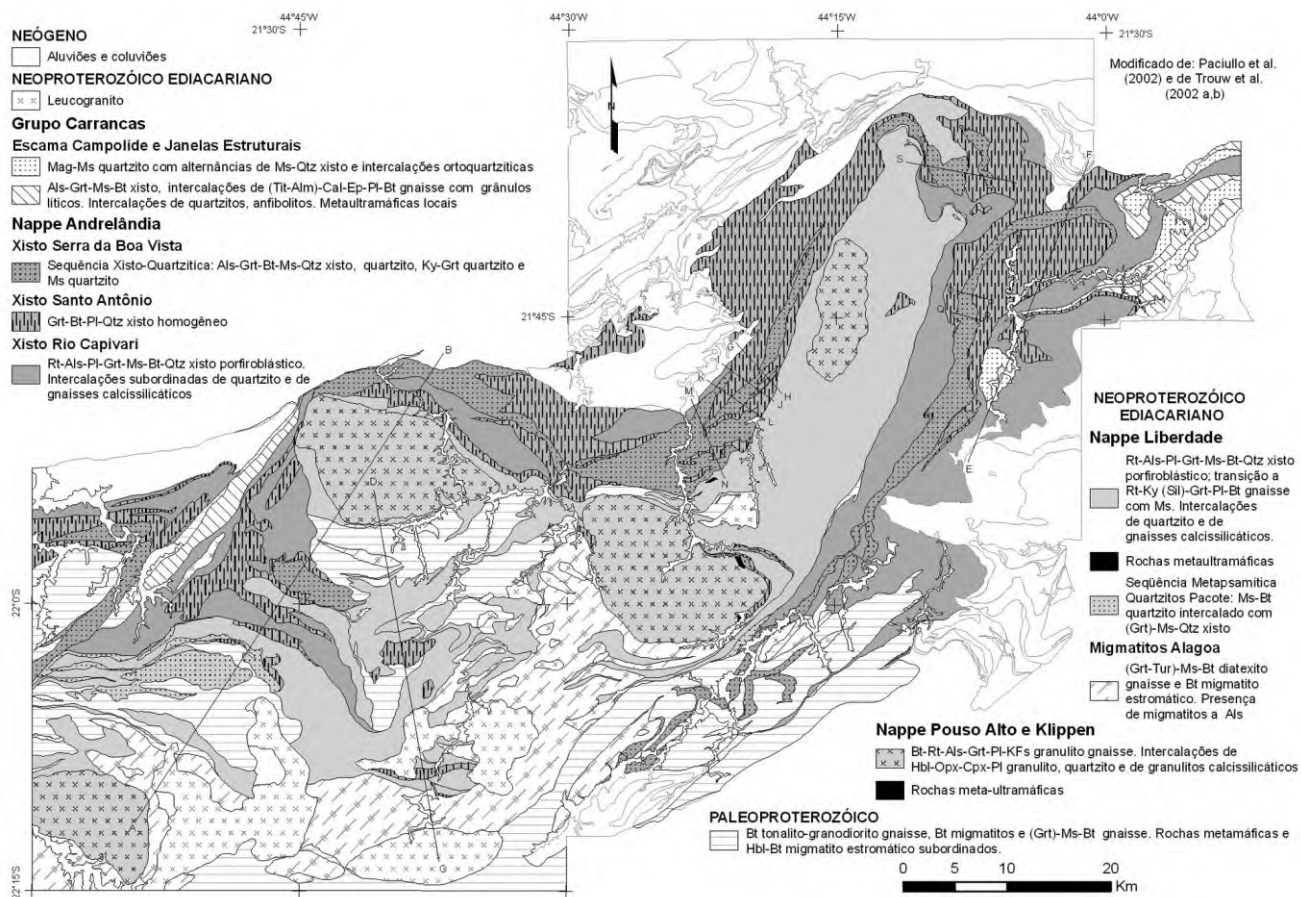 44°45'W
44°30'W
44°15'W
44°0'W
21°30'S
21°30'S
NEÓGENO
Aluviões e coluviões
NEOPROTEROZÓICO EDIACARIANO
Leucogranito
Grupo Carrancas
Escama Campolide e Janelas Estruturais
Mag-Ms quartzito com alternâncias de Ms-Qtz xisto e intercalações ortoquartzíticas
Als-Grt-Ms-Bt xisto, intercalações de (Tit-Alm)-Cal-Ep-Pl-Bt gnaisse com grânulos
líticos. Intercalações de quartzitos, anfibolitos. Metaultramáficas locais
Nappe Andrelândia
Xisto Serra da Boa Vista
Sequência Xisto-Quartzítica: Als-Grt-Bt-Ms-Qtz xisto, quartzito, Ky-Grt quartzito e
Ms quartzito
Xisto Santo Antônio
Grt-Bt-Pl-Qtz xisto homogêneo
Xisto Rio Capivari
Rt-Als-Pl-Grt-Ms-Bt-Qtz xisto porfiroblástico.
Intercalações subordinadas de quartzito e de
gnaisses calcissilicáticos
Modificado de: Paciullo et al.
(2002) e de Trouw et al.
(2002 a,b)
N
S
F
21°45'S
B
G
I
K
M
H
J
L
N
Q
E
D
A
C
22°0'S
22°15'S
NEOPROTEROZÓICO
EDIACARIANO
Nappe Liberdade
Rt-Als-Pl-Grt-Ms-Bt-Qtz xisto
porfiroblástico; transição a
Rt-Ky (Sil)-Grt-Pl-Bt gnaisse
com Ms. Intercalações
de quartzito e de
gnaisses calcissilicáticos.
Rochas metaultramáficas
Seqüência Metapsamítica
Quartzitos Pacote: Ms-Bt
quartzito intercalado com
(Grt)-Ms-Qtz xisto
Migmatitos Alagoa
(Grt-Tur)-Ms-Bt diatexito
gnaisse e Bt migmatito
estromático. Presença
de migmatitos a Als
Nappe Pouso Alto e Klippen
Bt-Rt-Als-Grt-Pl-KFs granulito gnaisse. Intercalações de
Hbl-Opx-Cpx-Pl granulito, quartzito e de granulitos calcissilicáticos
Rochas meta-ultramáficas
PALEOPROTEROZÓICO
Bt tonalito-granodiorito gnaisse, Bt migmatitos e (Grt)-Ms-Bt gnaisse. Rochas metamáficas e
Hbl-Bt migmatito estromático subordinados.
0 5 10 20
Km